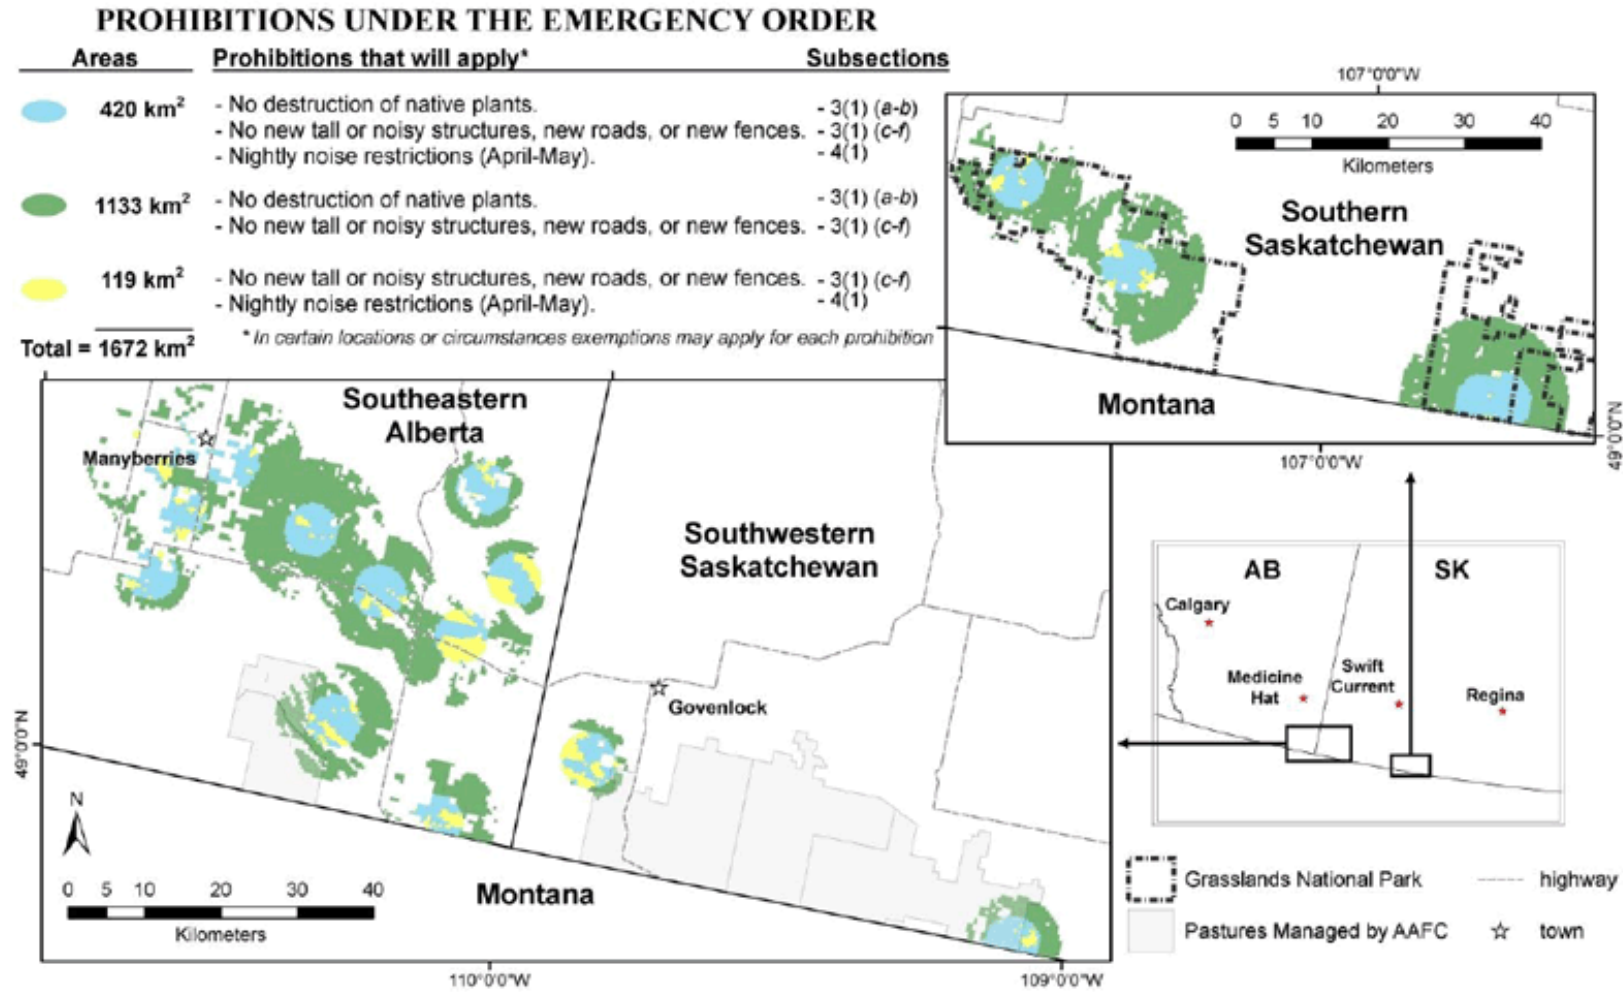 PROHIBITIONS UNDER THE EMERGENCY ORDER
Areas Prohibitions that will apply* Subsections
420 km² - No destruction of native plants. - 3(1) (a-b)
- No new tall or noisy structures, new roads, or new fences. - 3(1) (c-f)
- Nightly noise restrictions (April-May). - 4(1)
1133 km² - No destruction of native plants. - 3(1) (a-b)
- No new tall or noisy structures, new roads, or new fences. - 3(1) (c-f)
119 km² - No new tall or noisy structures, new roads, or new fences. - 3(1) (c-f)
- Nightly noise restrictions (April-May). - 4(1)
Total = 1672 km²
* In certain locations or circumstances exemptions may apply for each prohibition
107°0'0"W
0 5 10 20 30 40
Kilometers
Southern
Saskatchewan
Montana
107°0'0"W
49°0'0"N
Southeastern
Alberta
Manyberries
Southwestern
Saskatchewan
Govenlock
49°0'0"N
N
0 5 10 20 30 40
Kilometers
Montana
110°0'0"W
109°0'0"W
AB SK
Calgary
Medicine
Hat
Swift
Current
Regina
Grasslands National Park
highway
Pastures Managed by AAFC
town